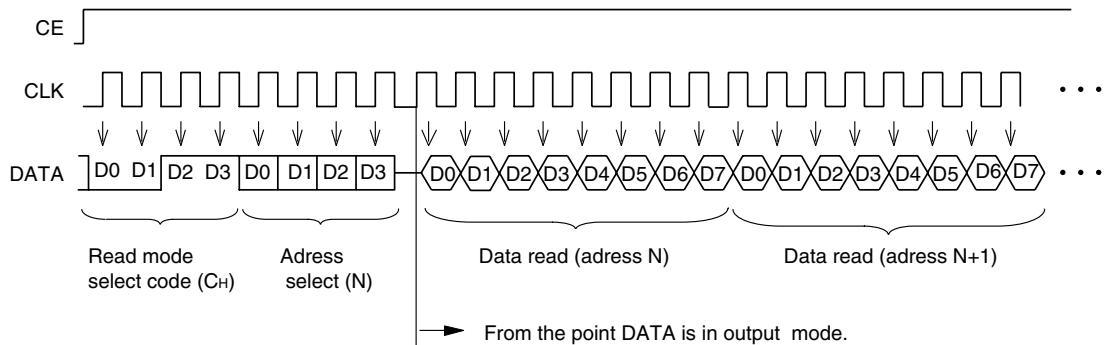 CE
CLK
DATA D0 D1 D2 D3 D0 D1 D2 D3 D0 D1 D2 D3 D4 D5 D6 D7 D0 D1 D2 D3 D4 D5 D6 D7
Read mode
select code (CH)
Adress
select (N)
Data read (adress N)
Data read (adress N+1)
From the point DATA is in output mode.